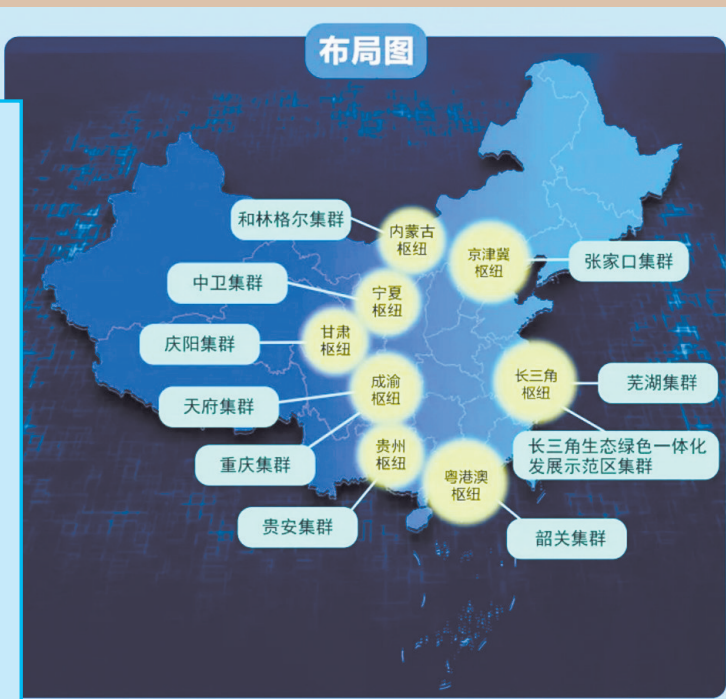 布局图
和林格尔集群
内蒙古
枢纽
京津冀
枢纽
张家口集群
中卫集群
宁夏
枢纽
庆阳集群
甘肃
枢纽
天府集群
成渝
枢纽
长三角
枢纽
芜湖集群
重庆集群
贵州
枢纽
长三角生态绿色一体化
发展示范区集群
粤港澳
枢纽
贵安集群
韶关集群